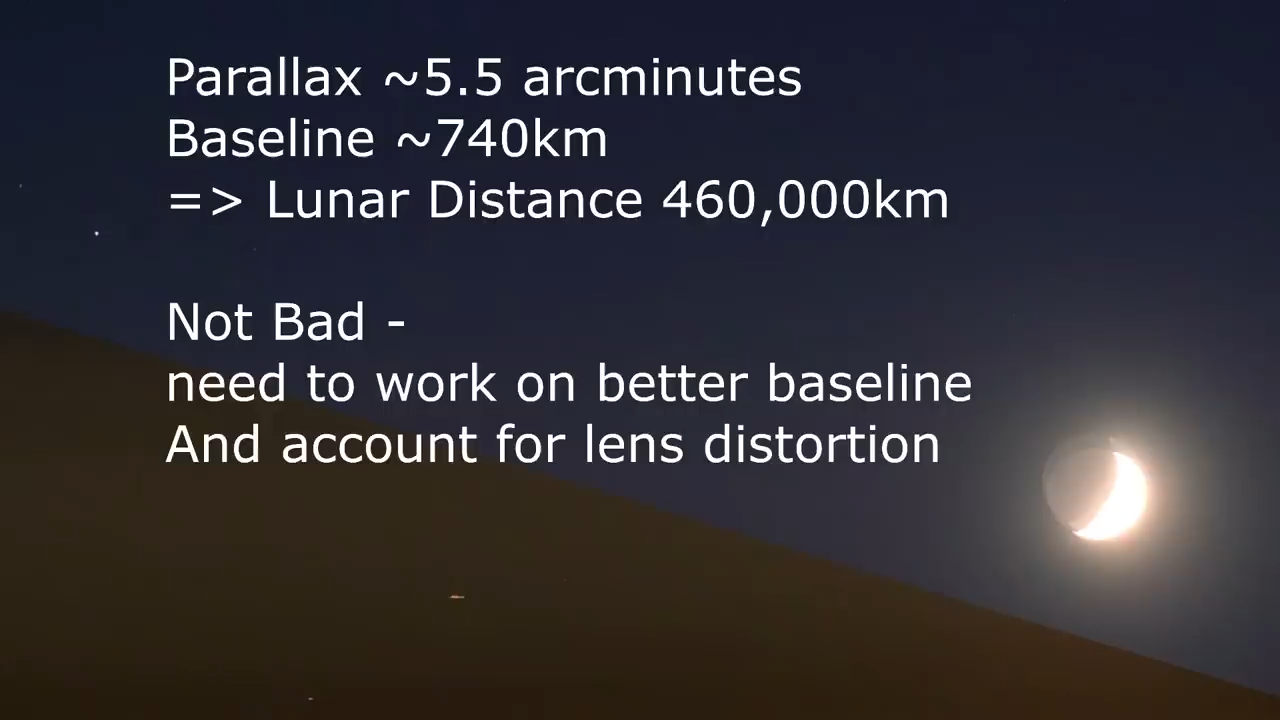 Parallax ~5.5 arcminutes
Baseline ~740km
=> Lunar Distance 460,000km
Not Bad -
need to work on better baseline
And account for lens distortion